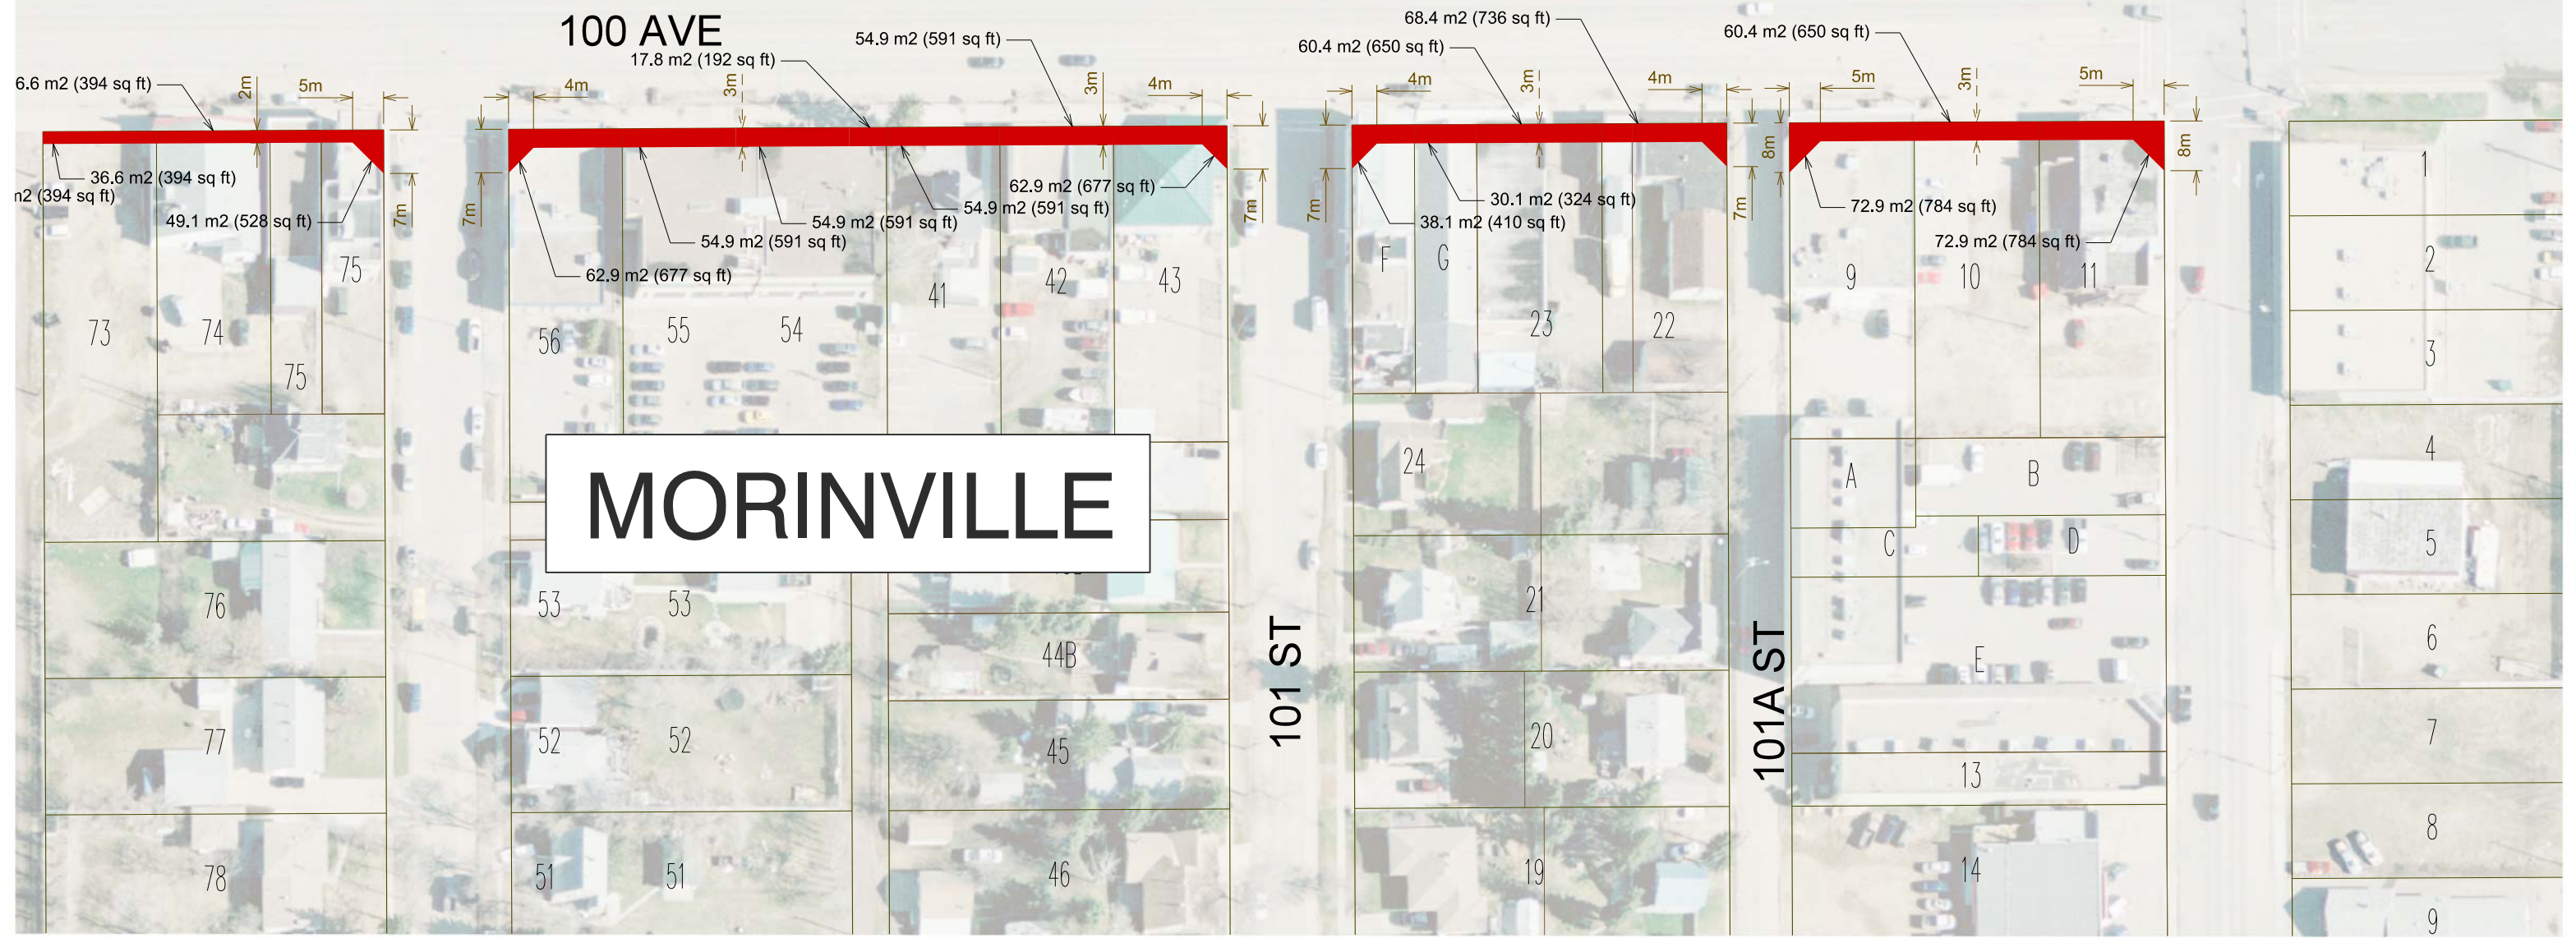 68.4 m2 (736 sq ft)
100 AVE
54.9 m2 (591 sq ft)
60.4 m2 (650 sq ft)
60.4 m2 (650 sq ft)
17.8 m2 (192 sq ft)
6.6 m2 (394 sq ft)
2m
5m
4m
3m
3m
4m
4m
3m
4m
5m
3m
5m
8m
8m
36.6 m2 (394 sq ft)
m2 (394 sq ft)
49.1 m2 (528 sq ft)
7m
7m
62.9 m2 (677 sq ft)
54.9 m2 (591 sq ft)
54.9 m2 (591 sq ft)
54.9 m2 (591 sq ft)
62.9 m2 (677 sq ft)
7m
7m
30.1 m2 (324 sq ft)
38.1 m2 (410 sq ft)
7m
72.9 m2 (784 sq ft)
72.9 m2 (784 sq ft)
73
74
75
75
56
55
54
41
42
43
F
G
23
22
9
10
11
1
2
3
MORINVILLE
24
A
B
4
C
D
5
76
53
53
44B
21
E
6
101 ST
101A ST
77
52
52
45
20
13
7
78
51
51
46
19
14
8
9